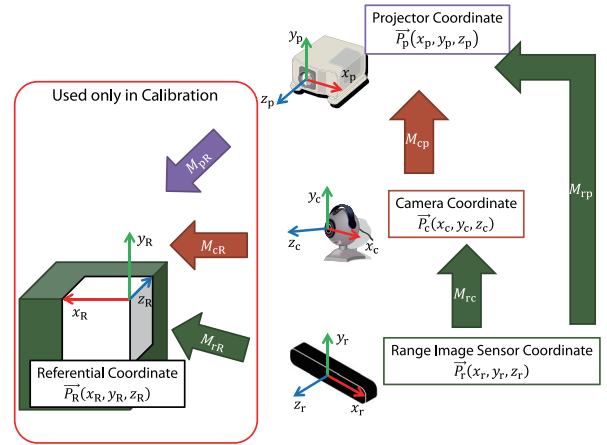 Projector Coordinate
P⃗p(xp, yp, zp)
yp
xp
zp
Used only in Calibration
MpR
Mcp
Mrp
yc
zc
xc
Camera Coordinate
P⃗c(xc, yc, zc)
yR
McR
zR
xR
Mrc
MrR
yr
Range Image Sensor Coordinate
P⃗r(xr, yr, zr)
Referential Coordinate
P⃗R(xR, yR, zR)
zr
xr